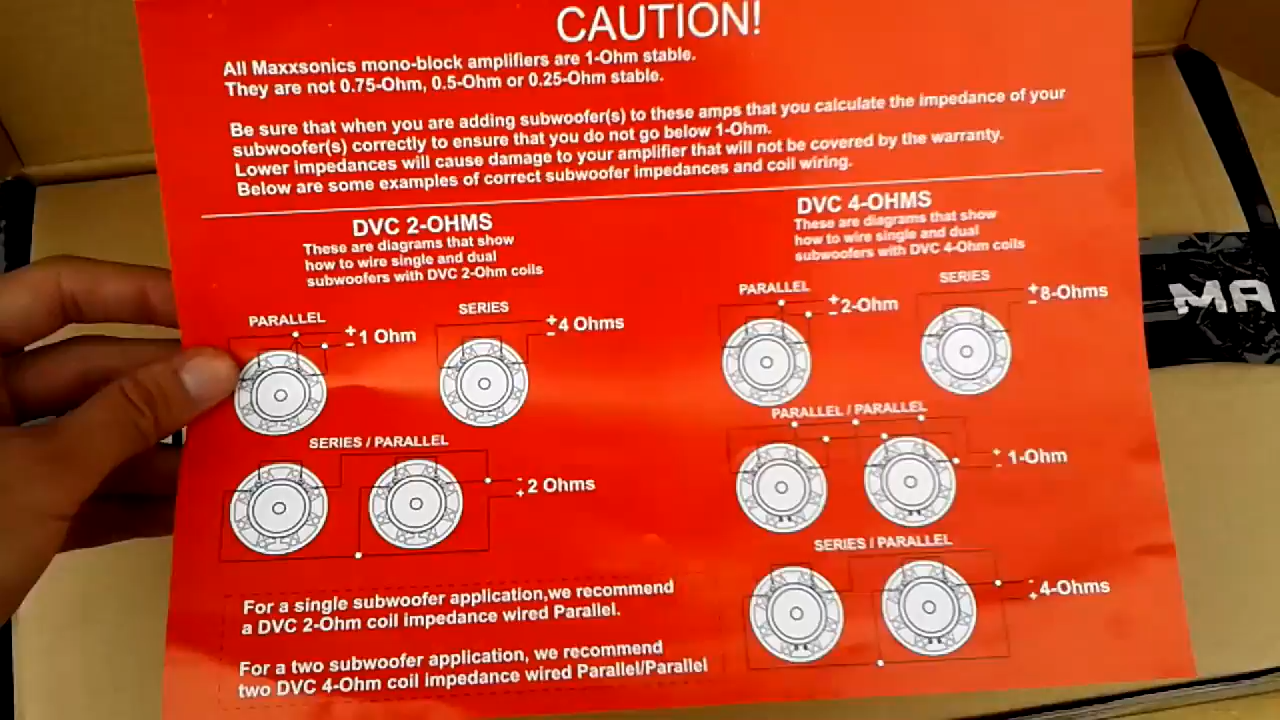 CAUTION!
All Maxxsonics mono-block amplifiers are 1-Ohm stable.
They are not 0.75-Ohm, 0.5-Ohm or 0.25-Ohm stable.
Be sure that when you are adding subwoofer(s) to these amps that you calculate the impedance of your
subwoofer(s) correctly to ensure that you do not go below 1-Ohm.
Lower impedances will cause damage to your amplifier that will not be covered by the warranty.
Below are some examples of correct subwoofer impedances and coil wiring.
DVC 2-OHMS
These are diagrams that show
how to wire single and dual
subwoofers with DVC 2-Ohm coils
PARALLEL
+
- 1 Ohm
SERIES
+
- 4 Ohms
SERIES / PARALLEL
-
+ 2 Ohms
For a single subwoofer application,we recommend
a DVC 2-Ohm coil impedance wired Parallel.
For a two subwoofer application, we recommend
two DVC 4-Ohm coil impedance wired Parallel/Parallel
DVC 4-OHMS
These are diagrams that show
how to wire single and dual
subwoofers with DVC 4-Ohm coils
PARALLEL
+
- 2-Ohm
SERIES
+
- 8-Ohms
PARALLEL / PARALLEL
+
- 1-Ohm
SERIES / PARALLEL
-
+ 4-Ohms